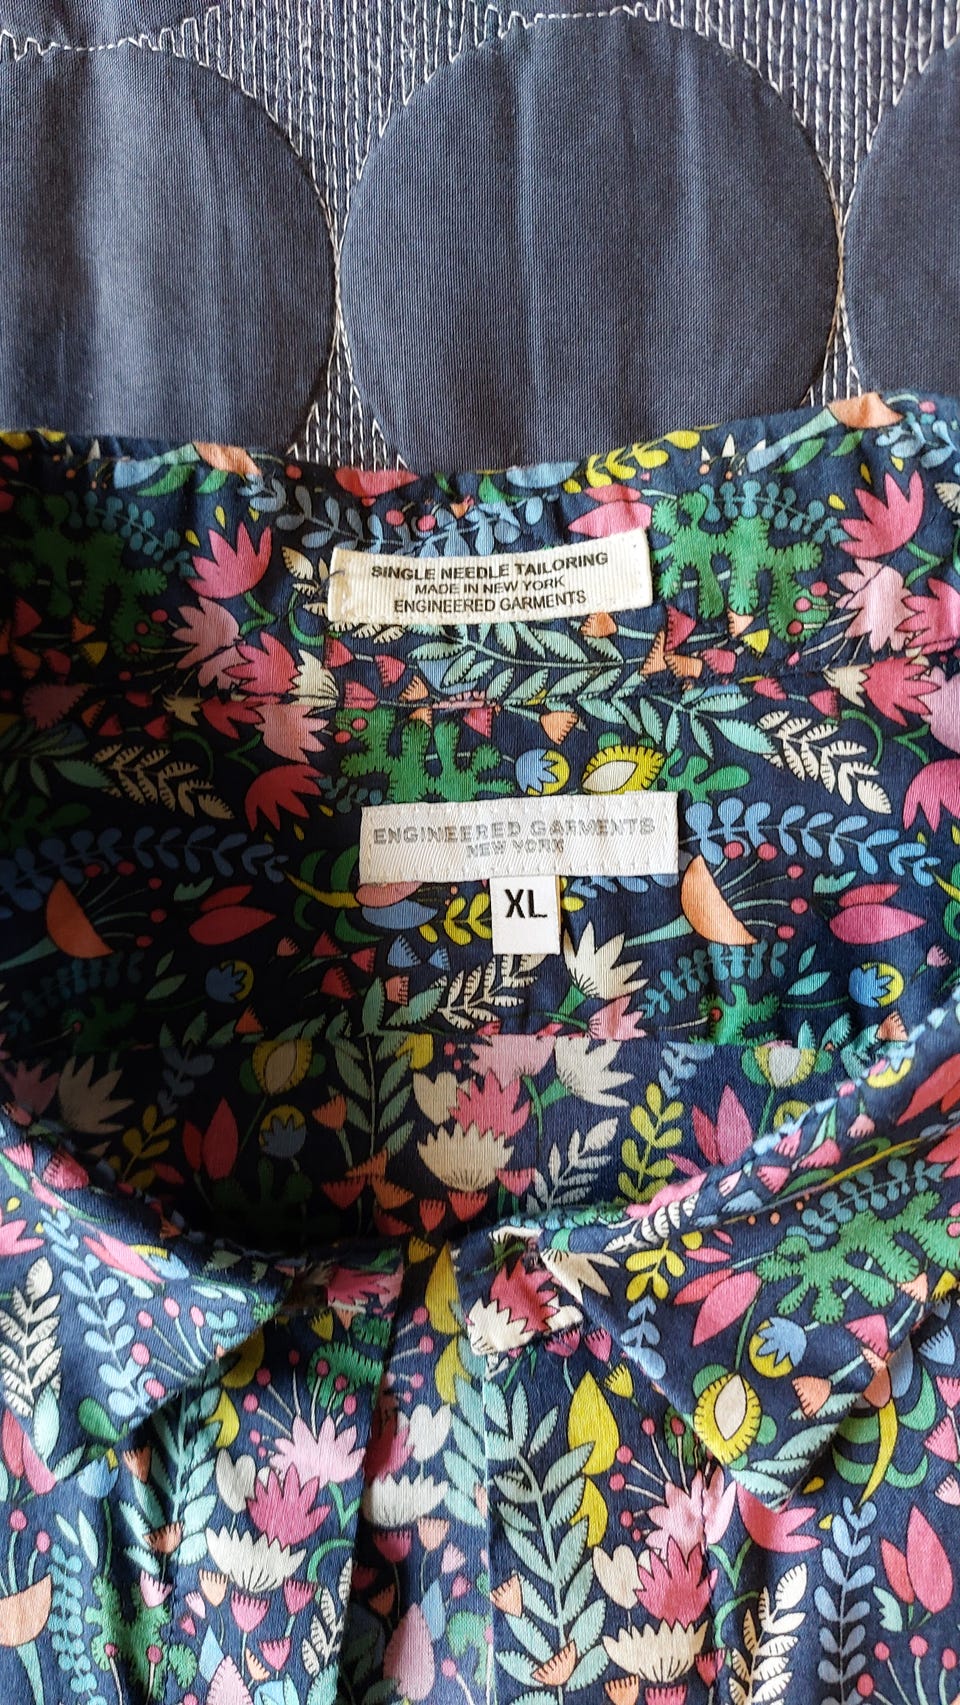 SINGLE NEEDLE TAILORING
MADE IN NEW YORK
ENGINEERED GARMENTS
ENGINEERED GARMENTS
NEW YORK
XL